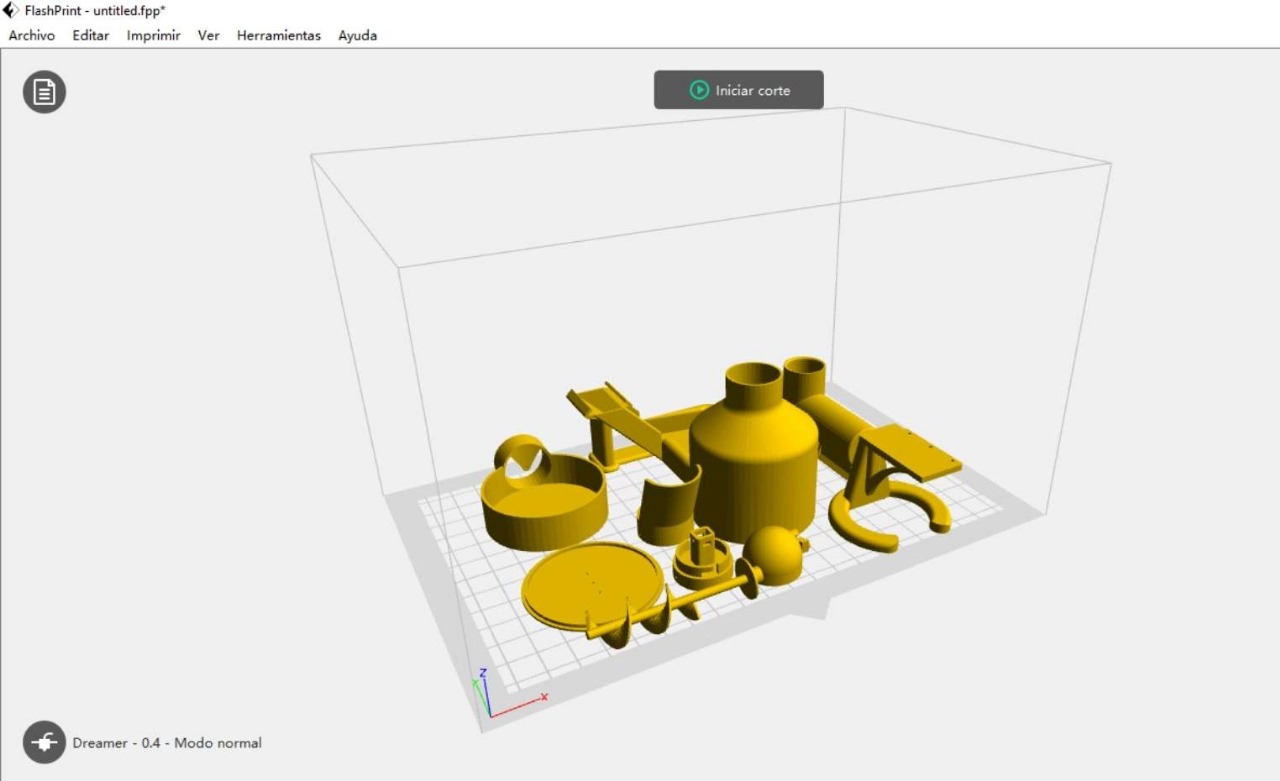 FlashPrint - untitled.fpp*
Archivo Editar Imprimir Ver Herramientas Ayuda
Iniciar corte
Z
Y
X
Dreamer - 0.4 - Modo normal